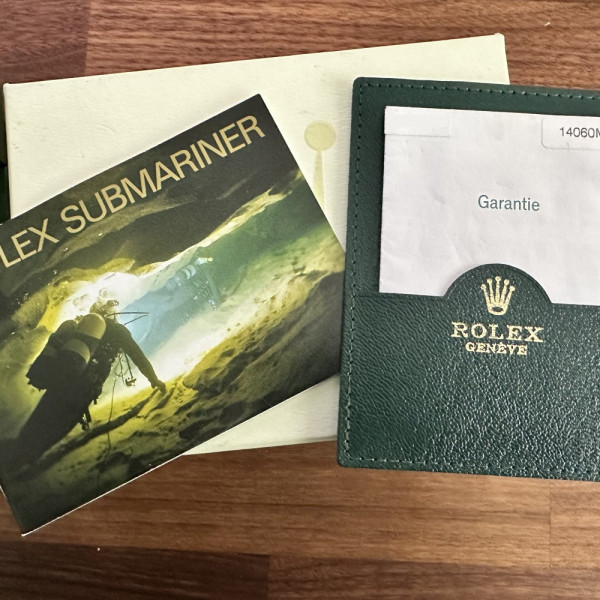 LEX SUBMARINER
14060M
Garantie
ROLEX
GENÈVE